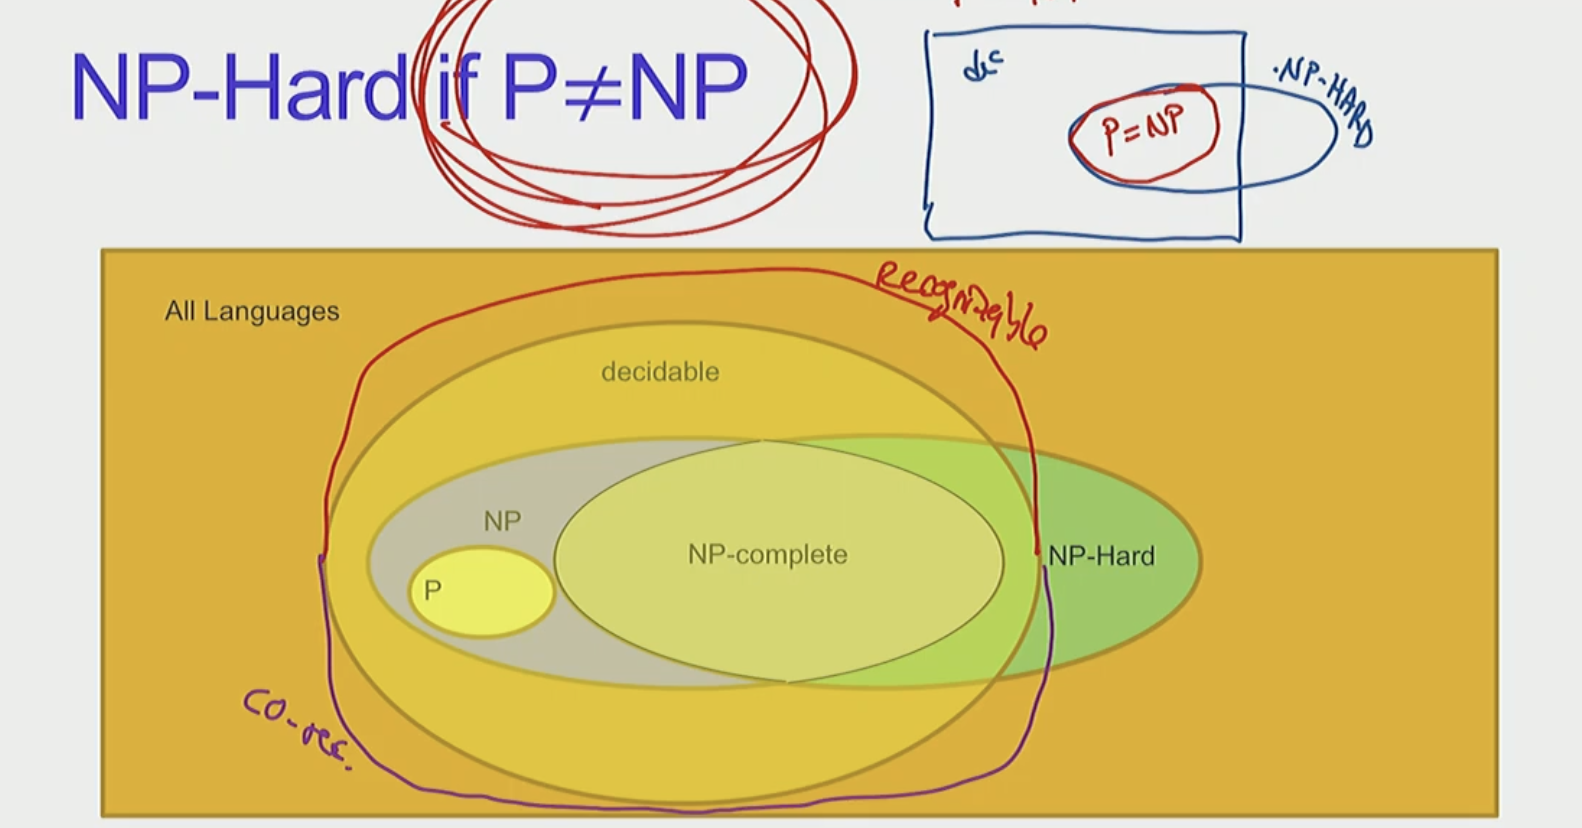 NP-Hard if P≠NP
dec
·NP-HARD
P=NP
Recognizable
All Languages
decidable
NP
NP-complete
NP-Hard
P
co-rec.